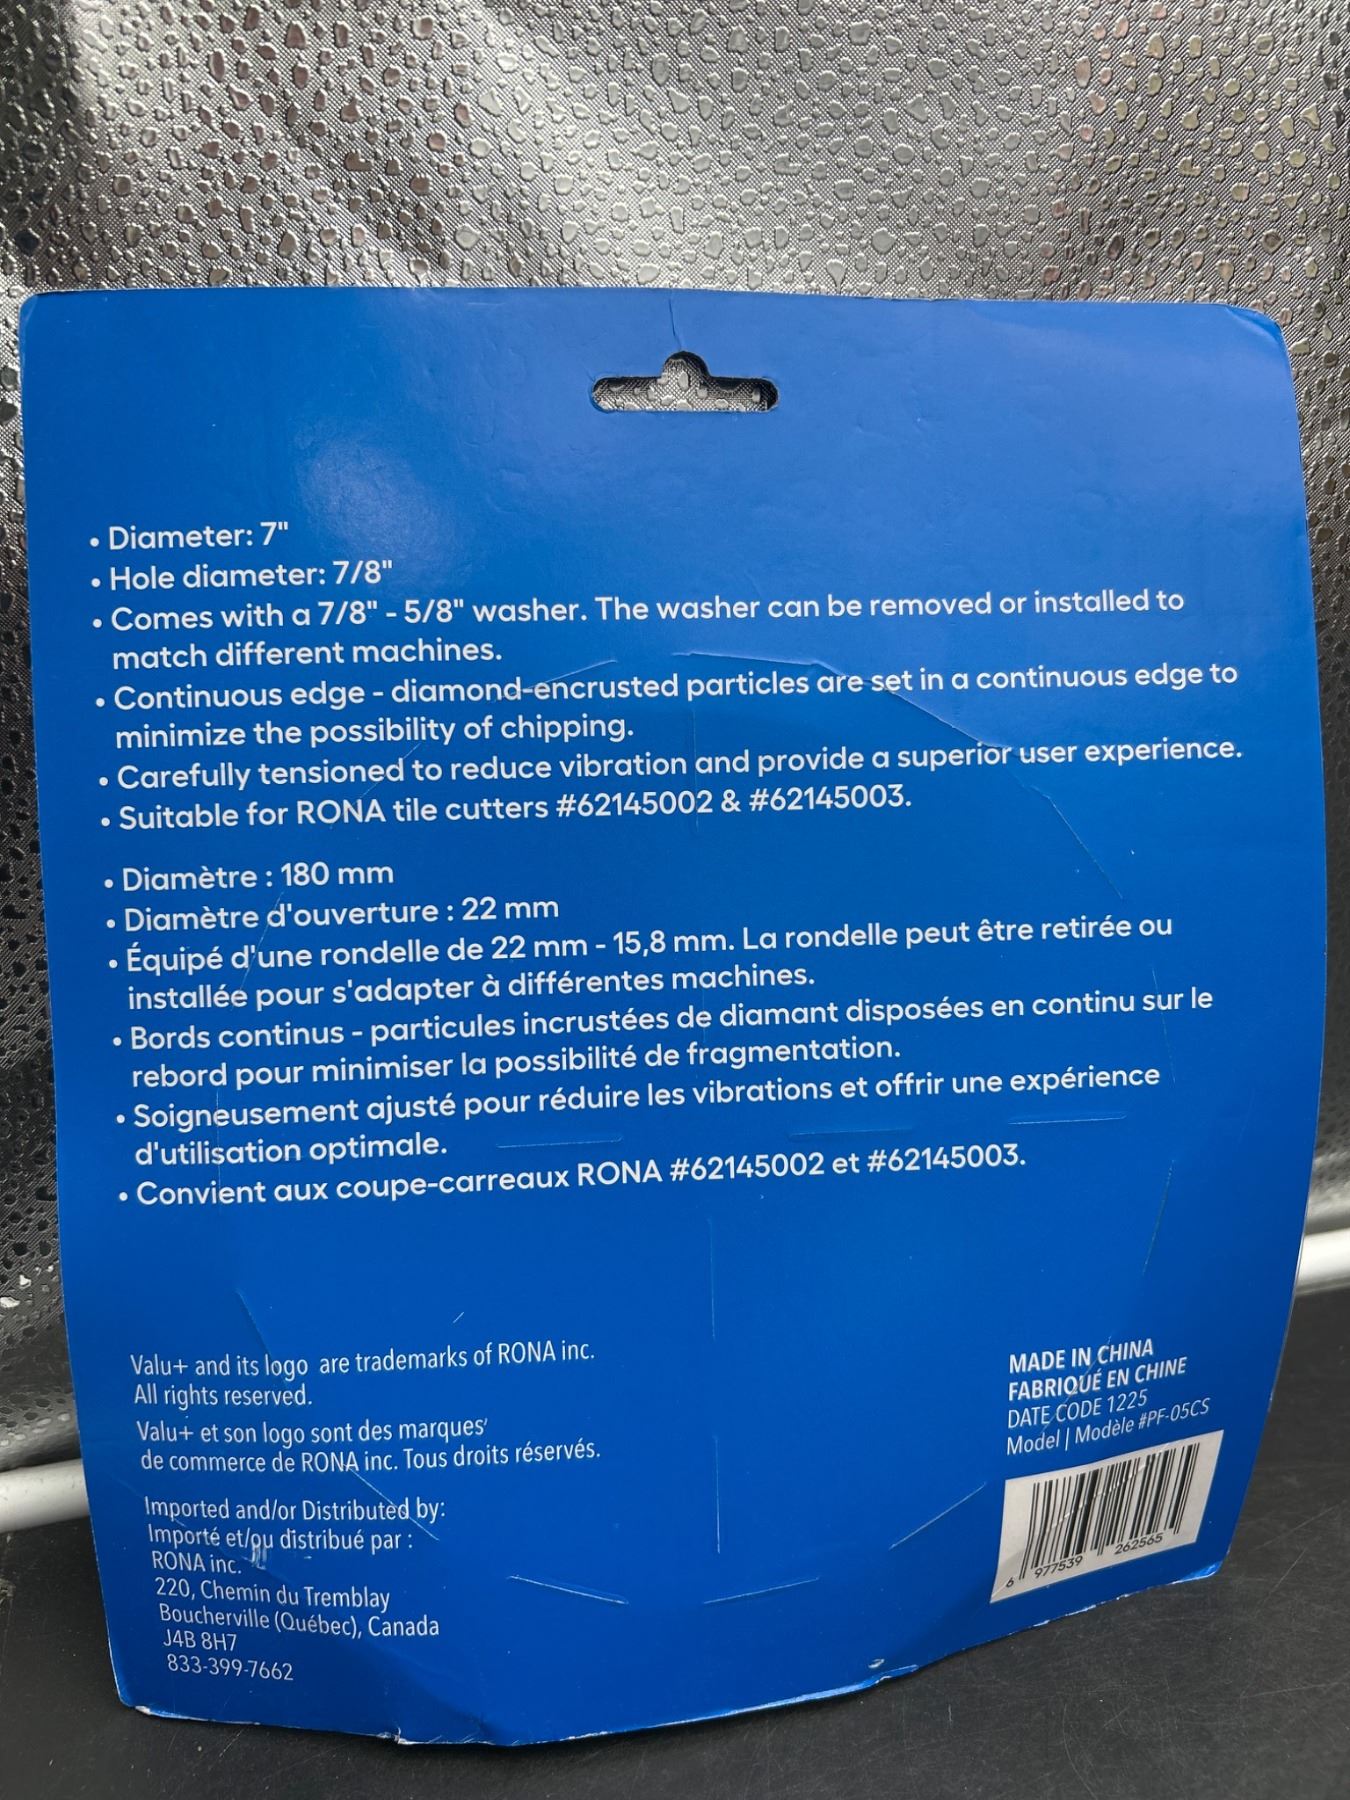 • Diameter: 7"
• Hole diameter: 7/8"
• Comes with a 7/8" - 5/8" washer. The washer can be removed or installed to
match different machines.
• Continuous edge - diamond-encrusted particles are set in a continuous edge to
minimize the possibility of chipping.
• Carefully tensioned to reduce vibration and provide a superior user experience.
• Suitable for RONA tile cutters #62145002 & #62145003.
• Diamètre : 180 mm
• Diamètre d'ouverture : 22 mm
• Équipé d'une rondelle de 22 mm - 15,8 mm. La rondelle peut être retirée ou
installée pour s'adapter à différentes machines.
• Bords continus - particules incrustées de diamant disposées en continu sur le
rebord pour minimiser la possibilité de fragmentation.
• Soigneusement ajusté pour réduire les vibrations et offrir une expérience
d'utilisation optimale.
• Convient aux coupe-carreaux RONA #62145002 et #62145003.
Valu+ and its logo are trademarks of RONA inc.
All rights reserved.
Valu+ et son logo sont des marques
de commerce de RONA inc. Tous droits réservés.
Imported and/or Distributed by:
Importé et/ou distribué par :
RONA inc.
220, Chemin du Tremblay
Boucherville (Québec), Canada
J4B 8H7
833-399-7662
MADE IN CHINA
FABRIQUÉ EN CHINE
DATE CODE 1225
Model | Modèle #PF-05CS
6 977539 262565